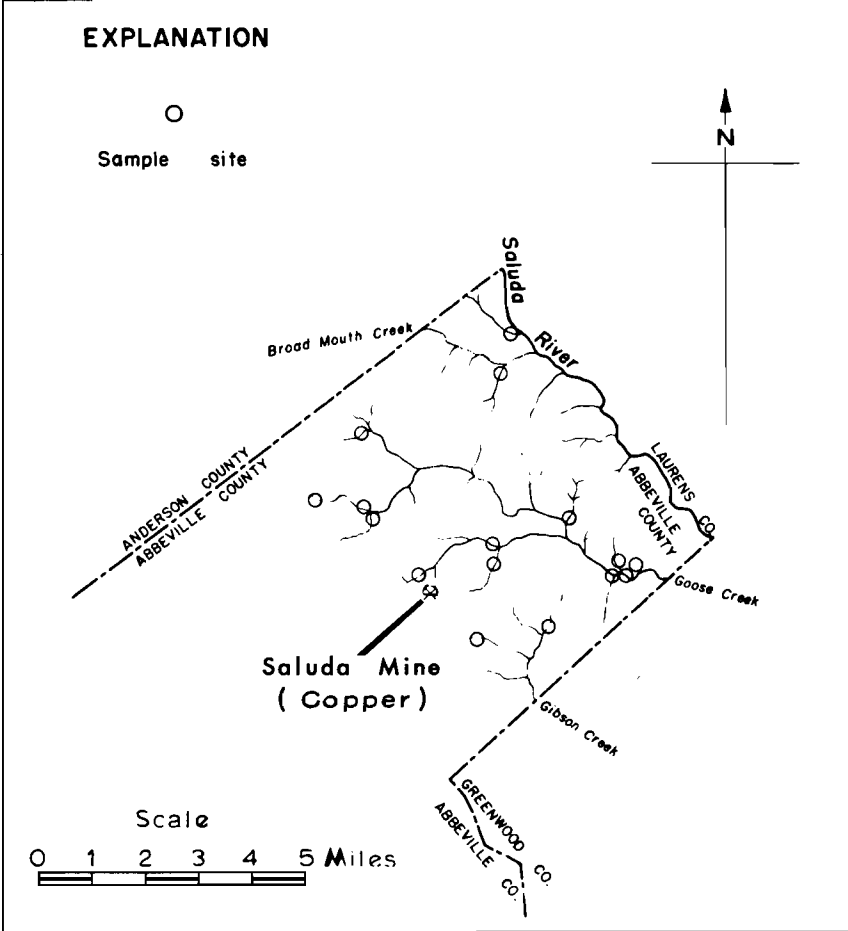 EXPLANATION
Sample site
N
Saluda
River
Broad Mouth Creek
LAURENS CO.
ABBEVILLE
COUNTY
ANDERSON COUNTY
ABBEVILLE COUNTY
Goose Creek
Saluda Mine
( Copper )
Gibson Creek
GREENWOOD CO.
ABBEVILLE CO.
Scale
0 1 2 3 4 5 Miles